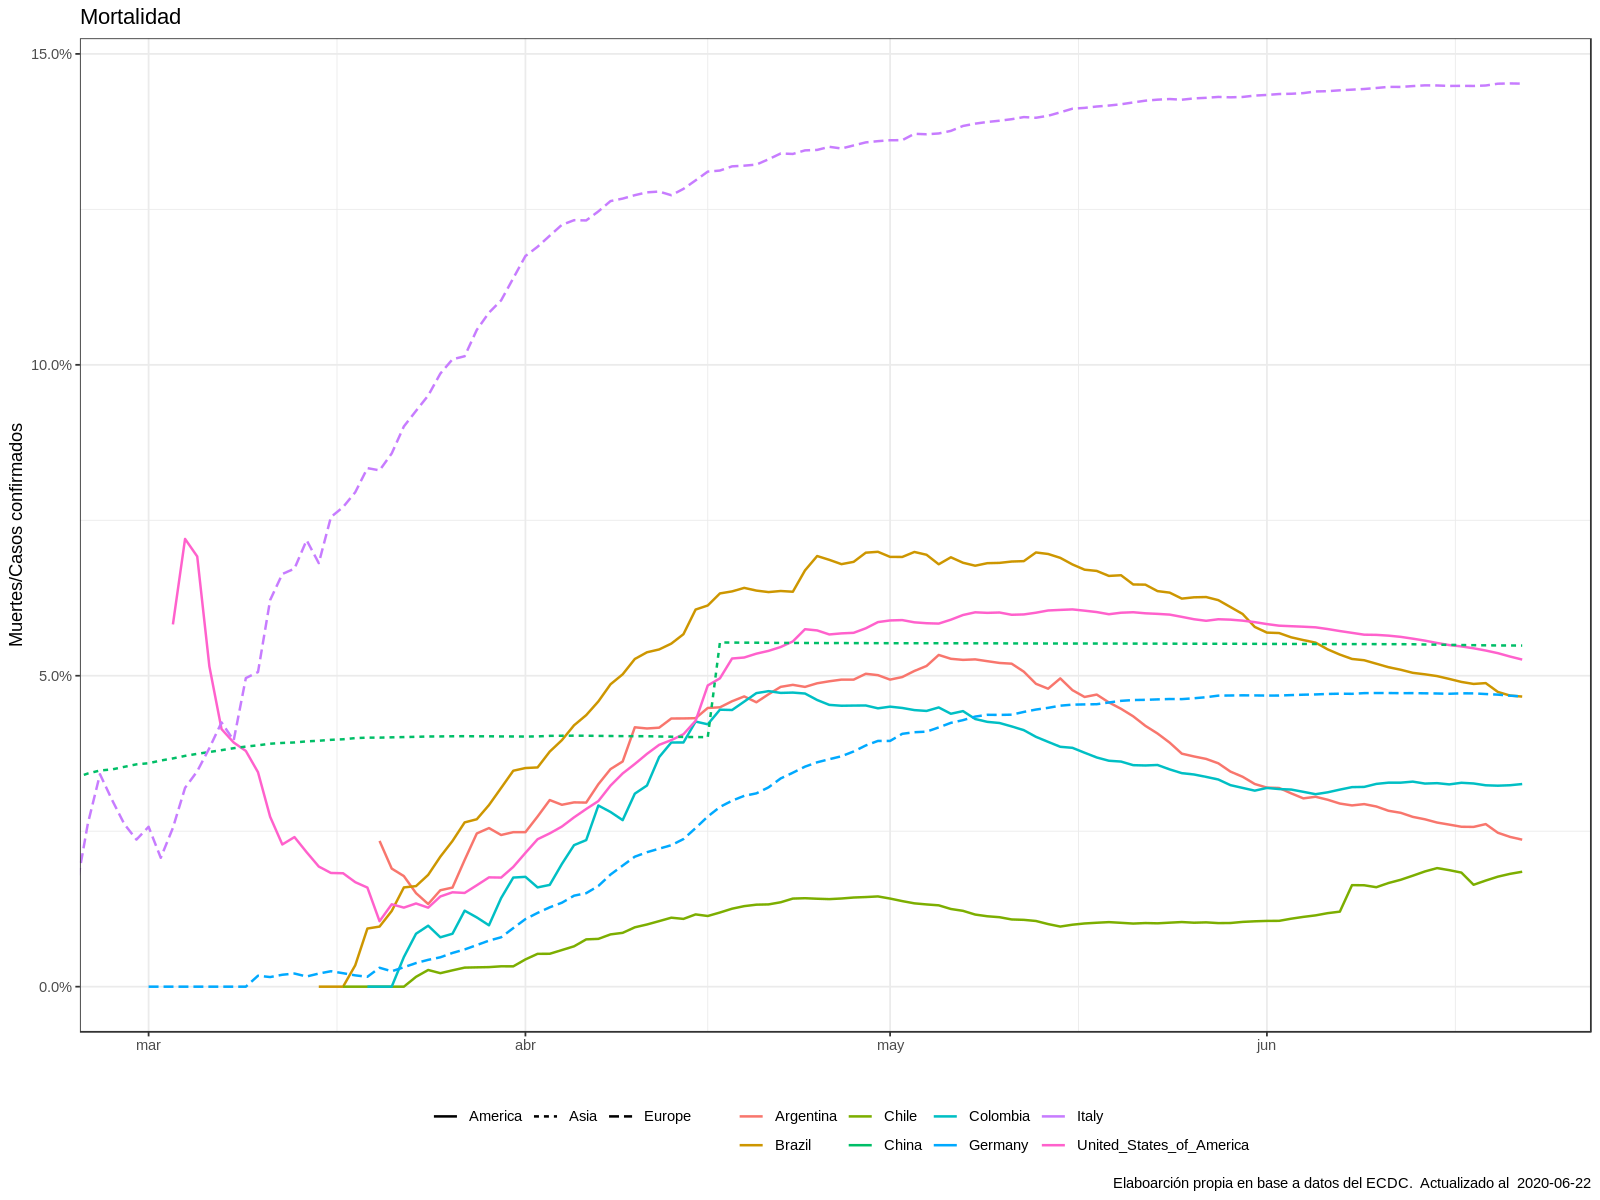 Mortalidad
Muertes/Casos confirmados
15.0%
10.0%
5.0%
0.0%
mar abr may jun
America Asia Europe Argentina Chile Colombia Italy
Brazil China Germany United_States_of_America
Elaboarción propia en base a datos del ECDC.  Actualizado al  2020-06-22